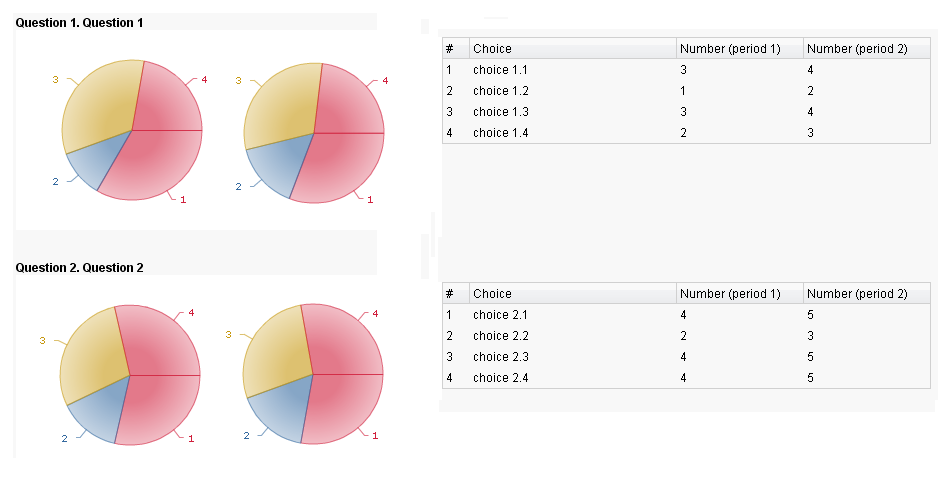 Question 1. Question 1
3
4
2
1
3
4
2
1
# Choice Number (period 1) Number (period 2)
1 choice 1.1 3 4
2 choice 1.2 1 2
3 choice 1.3 3 4
4 choice 1.4 2 3
Question 2. Question 2
4
3
2
1
4
3
2
1
# Choice Number (period 1) Number (period 2)
1 choice 2.1 4 5
2 choice 2.2 2 3
3 choice 2.3 4 5
4 choice 2.4 4 5